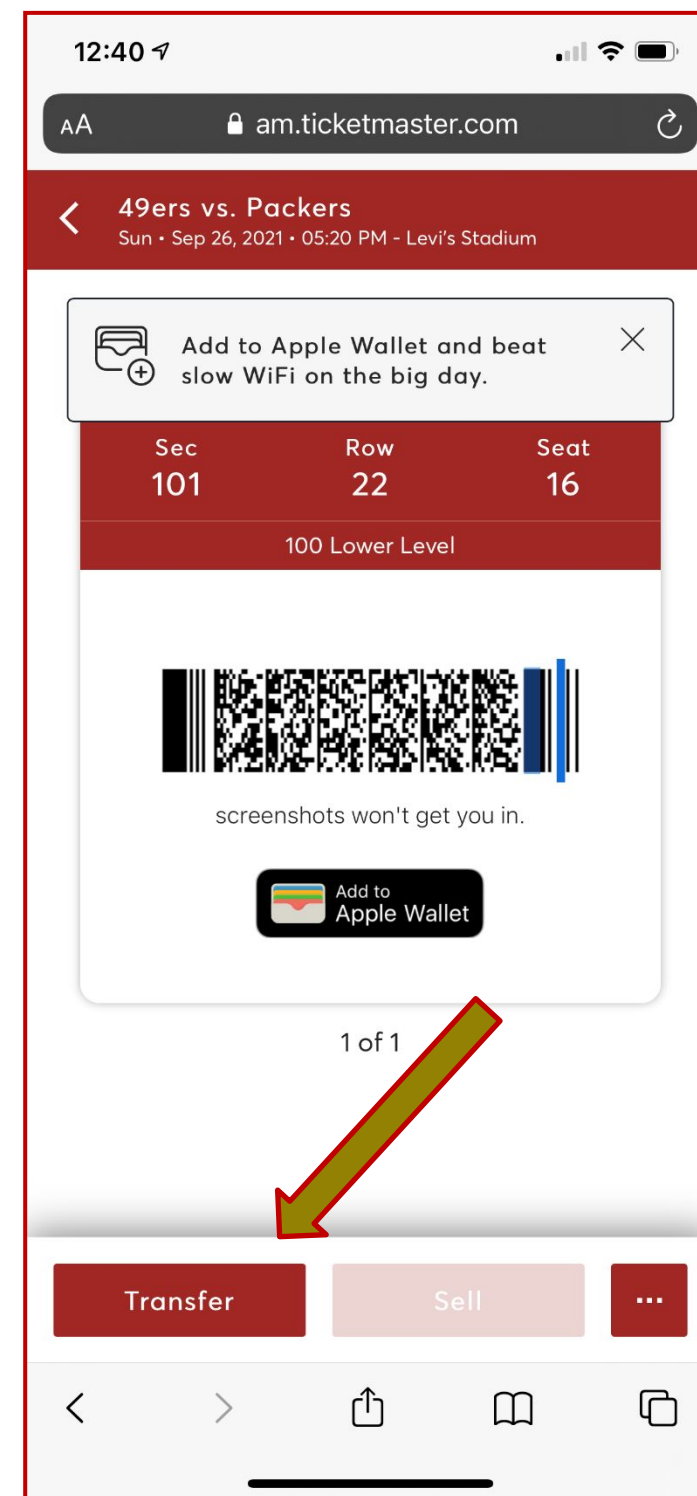 12:40
AA am.ticketmaster.com
49ers vs. Packers
Sun • Sep 26, 2021 • 05:20 PM - Levi's Stadium
Add to Apple Wallet and beat
slow WiFi on the big day.
Sec Row Seat
101 22 16
100 Lower Level
screenshots won't get you in.
Add to
Apple Wallet
1 of 1
Transfer Sell ...